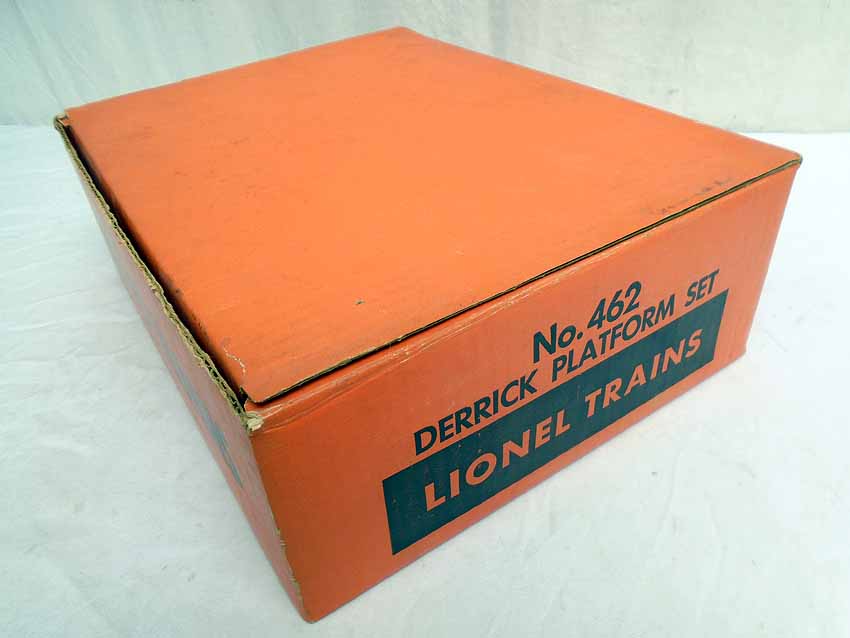 No. 462
DERRICK PLATFORM SET
LIONEL TRAINS